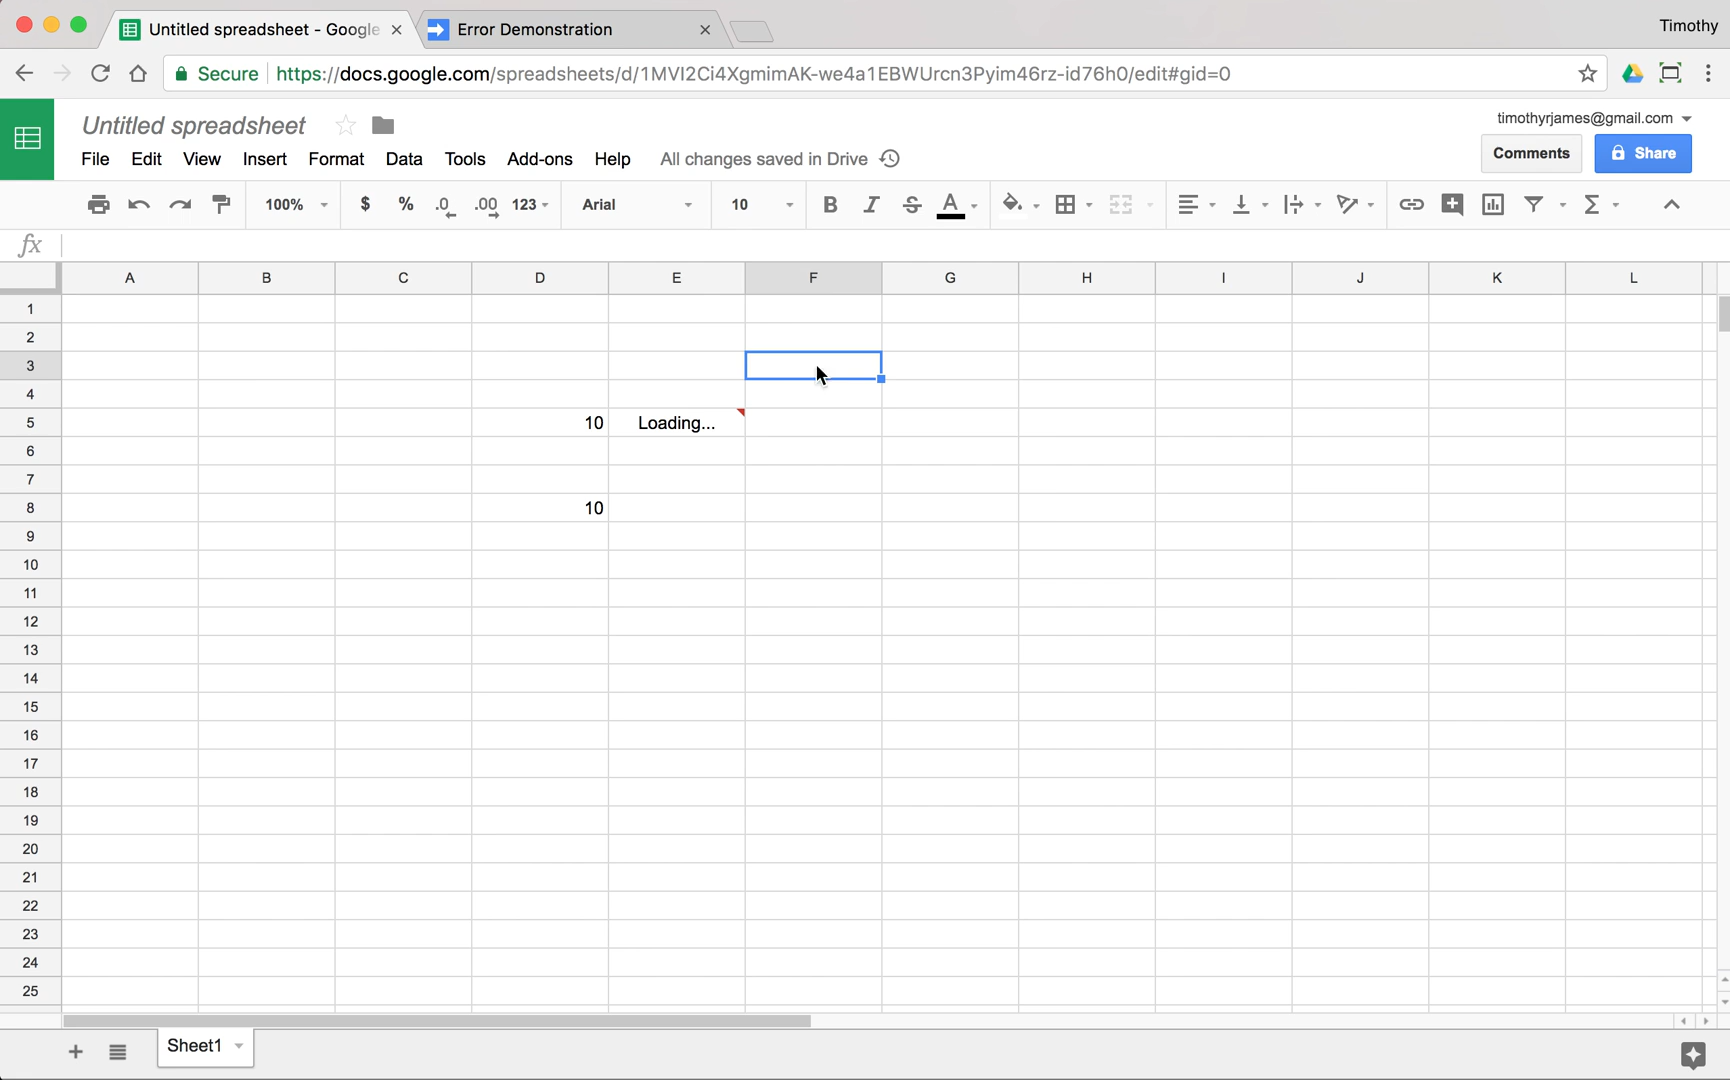 Untitled spreadsheet - Google
Error Demonstration
Timothy
Secure https://docs.google.com/spreadsheets/d/1MVI2Ci4XgmimAK-we4a1EBWUrcn3Pyim46rz-id76h0/edit#gid=0
Untitled spreadsheet
timothyrjames@gmail.com
File Edit View Insert Format Data Tools Add-ons Help All changes saved in Drive
Comments Share
100% $ % .0 .00 123 Arial 10 B I S A Σ
fx
A B C D E F G H I J K L
1
2
3
4
5 10 Loading...
6
7
8 10
9
10
11
12
13
14
15
16
17
18
19
20
21
22
23
24
25
Sheet1